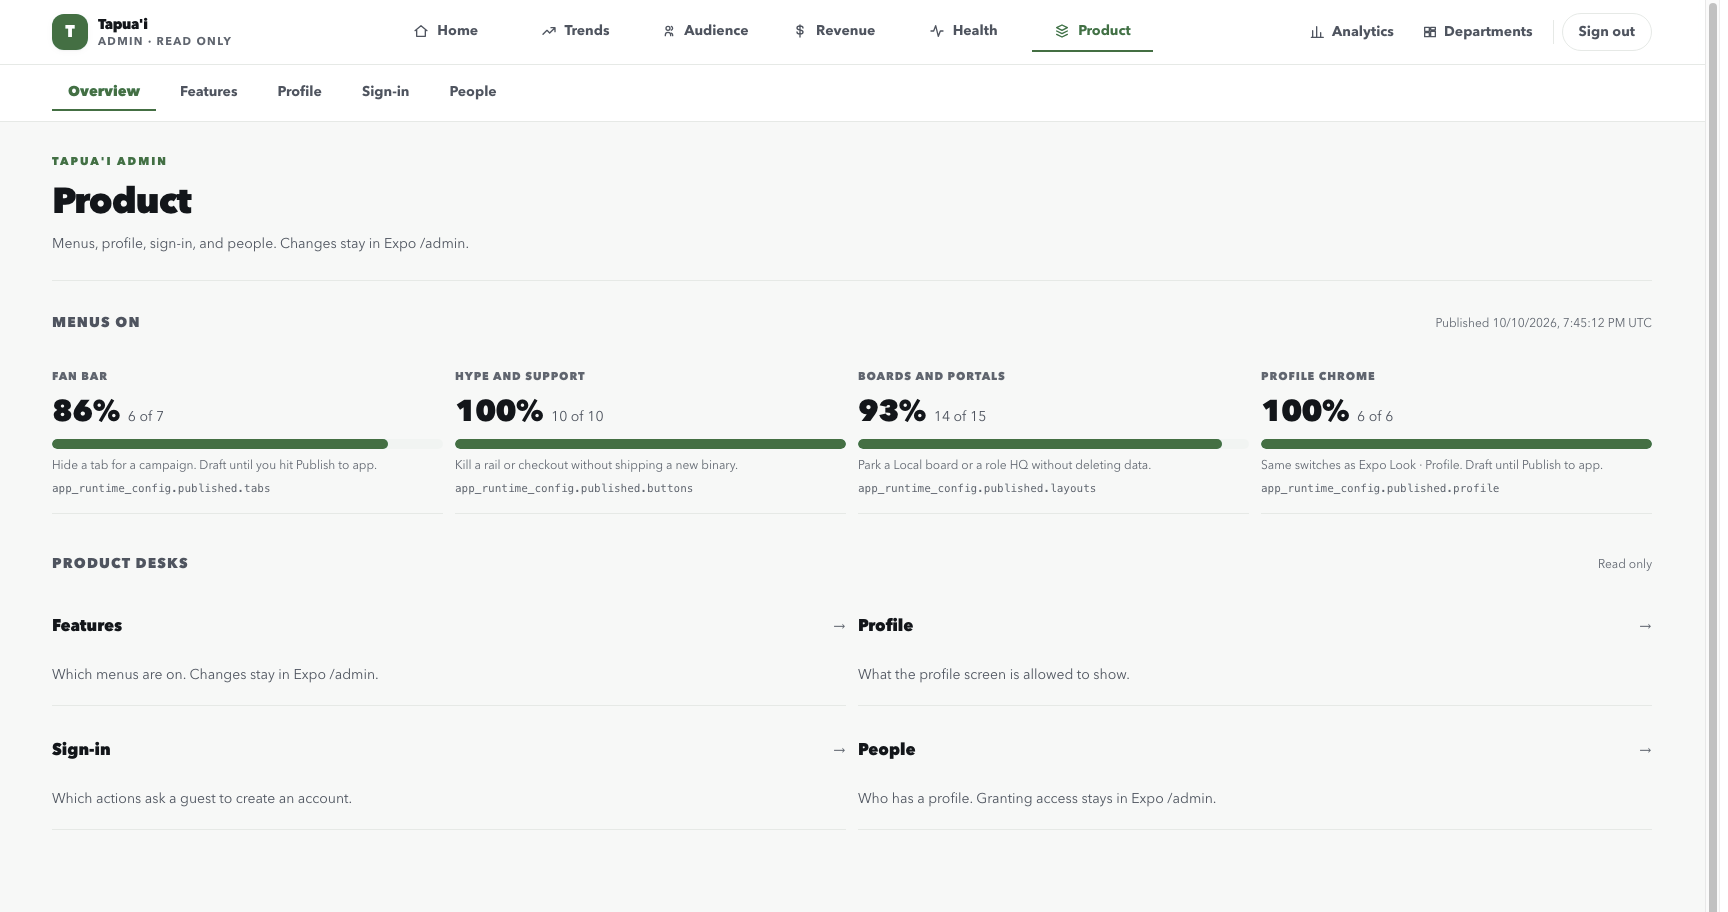 T
Tapua'i
ADMIN · READ ONLY
Home
Trends
Audience
Revenue
Health
Product
Analytics
Departments
Sign out
Overview
Features
Profile
Sign-in
People
TAPUA'I ADMIN
Product
Menus, profile, sign-in, and people. Changes stay in Expo /admin.
MENUS ON
Published 10/10/2026, 7:45:12 PM UTC
FAN BAR
86% 6 of 7
Hide a tab for a campaign. Draft until you hit Publish to app.
app_runtime_config.published.tabs
HYPE AND SUPPORT
100% 10 of 10
Kill a rail or checkout without shipping a new binary.
app_runtime_config.published.buttons
BOARDS AND PORTALS
93% 14 of 15
Park a Local board or a role HQ without deleting data.
app_runtime_config.published.layouts
PROFILE CHROME
100% 6 of 6
Same switches as Expo Look · Profile. Draft until Publish to app.
app_runtime_config.published.profile
PRODUCT DESKS
Read only
Features →
Which menus are on. Changes stay in Expo /admin.
Profile →
What the profile screen is allowed to show.
Sign-in →
Which actions ask a guest to create an account.
People →
Who has a profile. Granting access stays in Expo /admin.